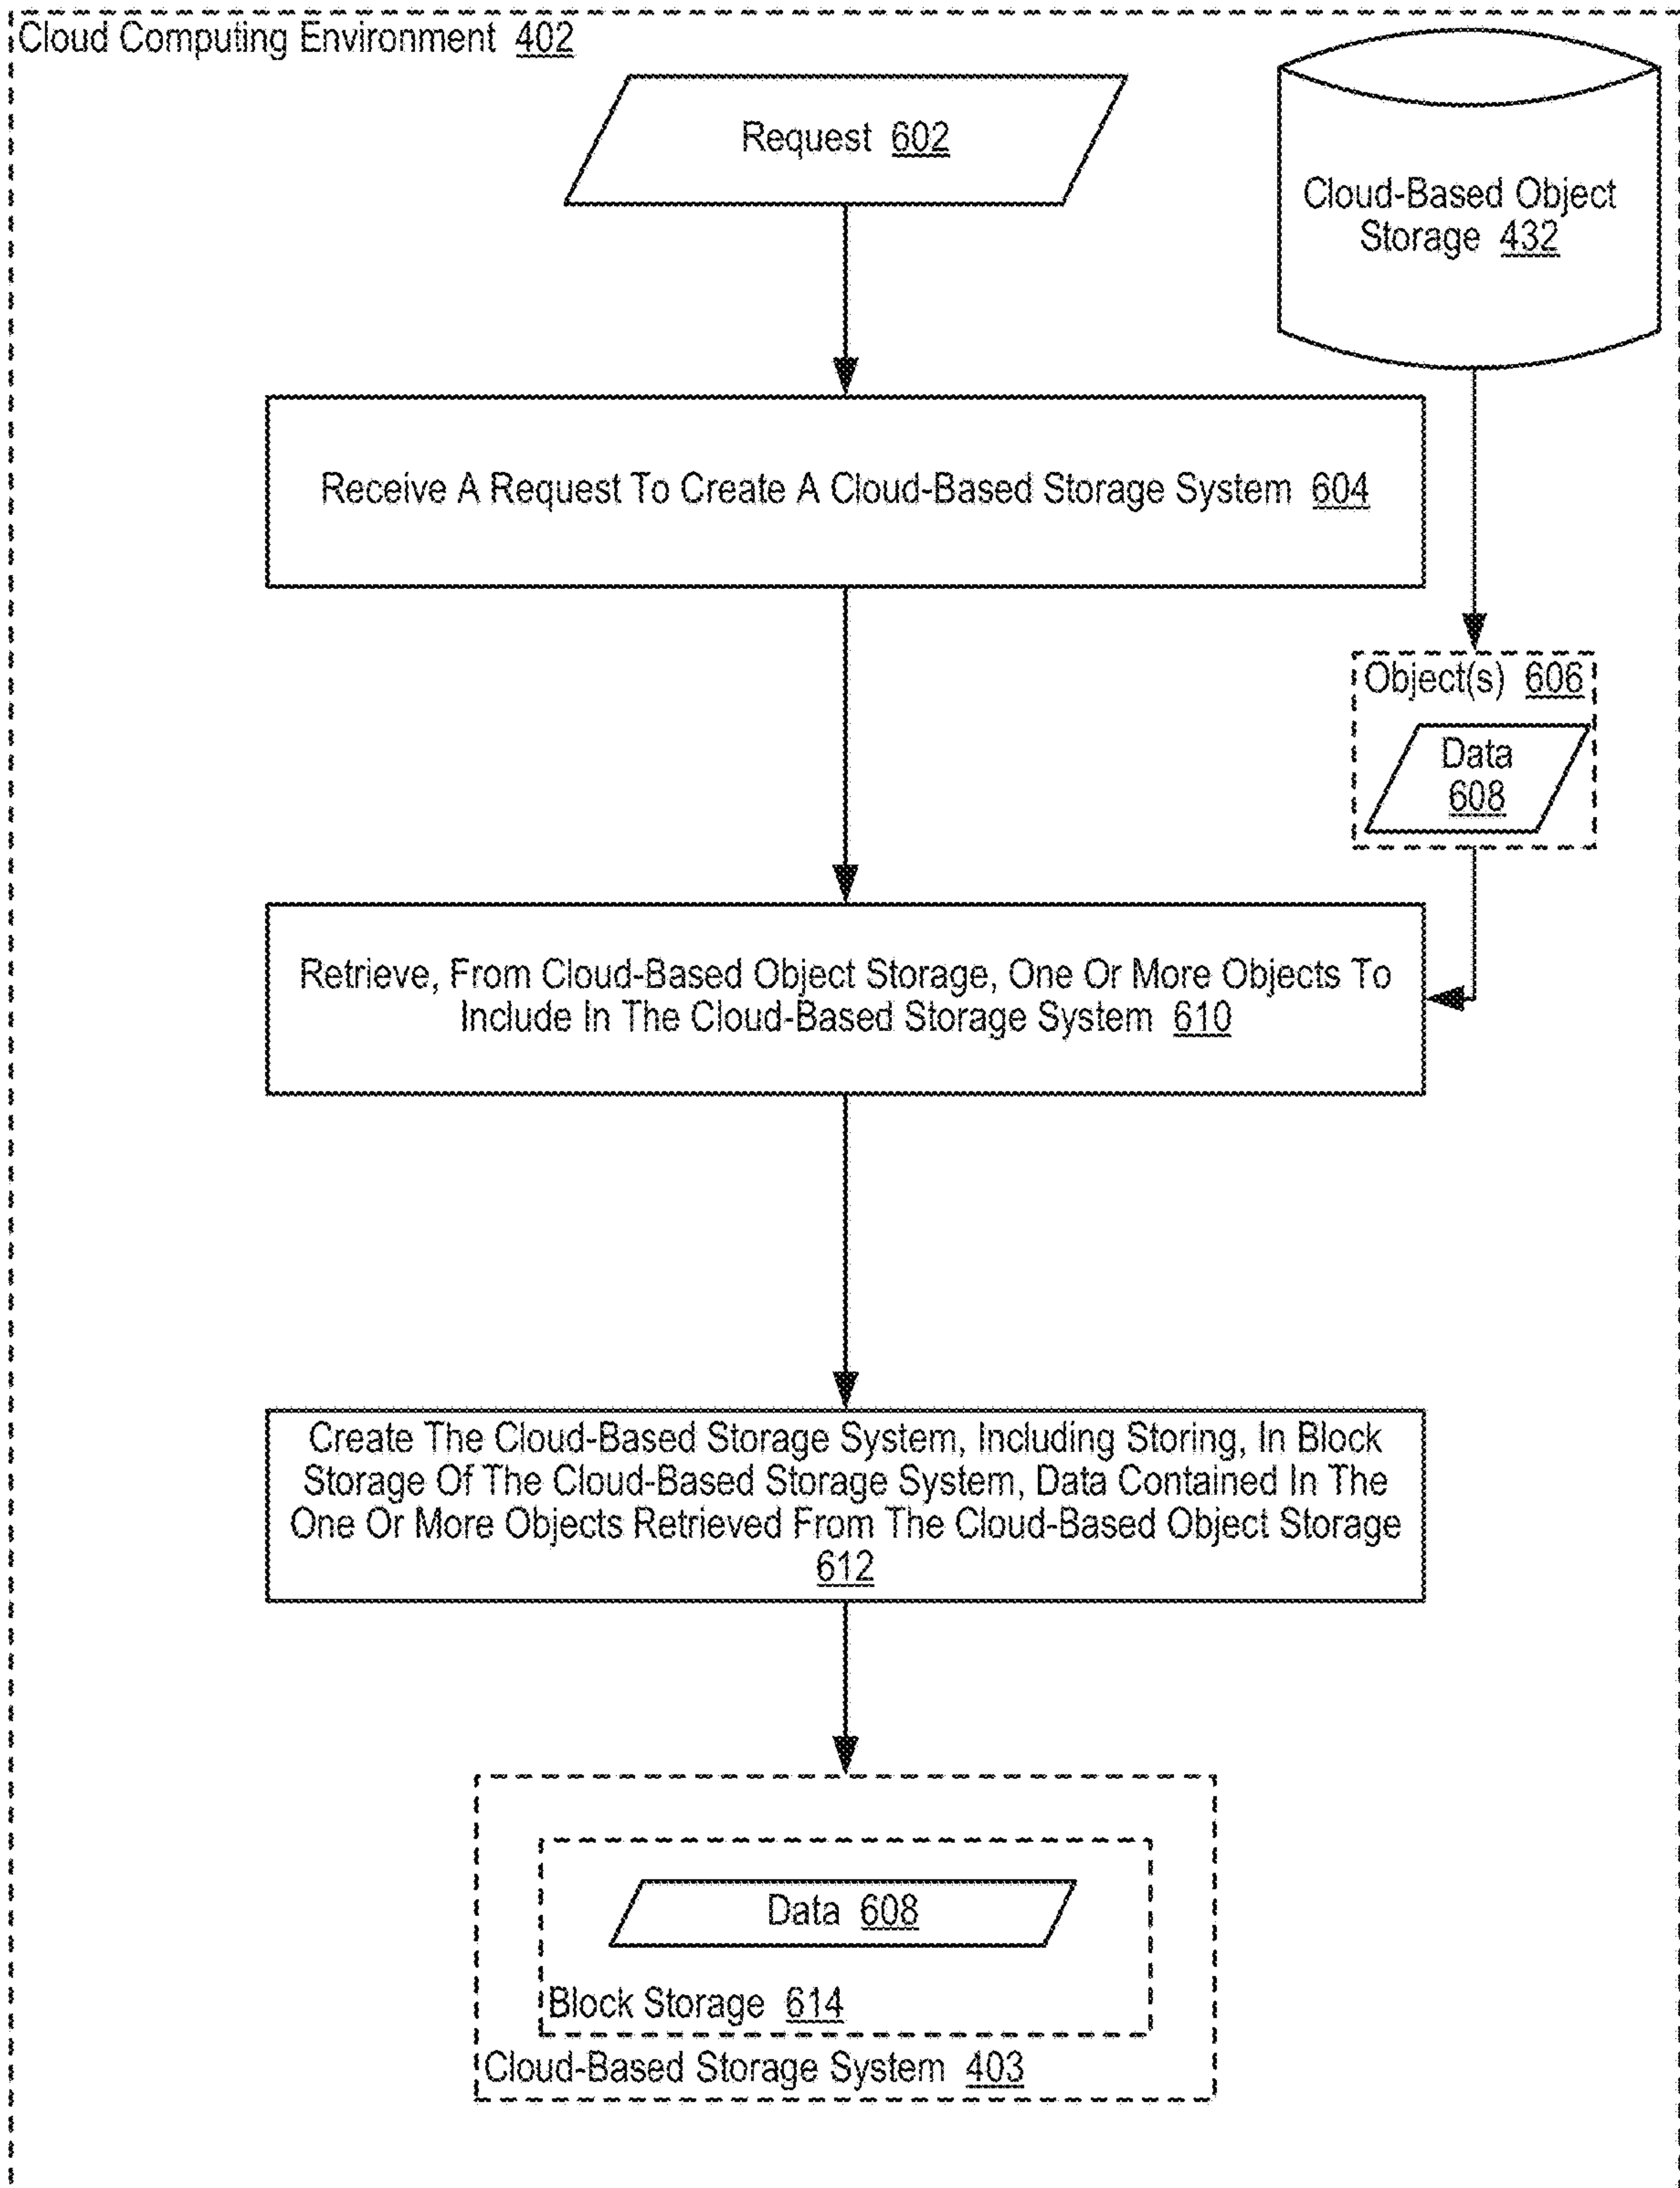 Cloud Computing Environment 402
Request 602
Cloud-Based Object
Storage 432
Receive A Request To Create A Cloud-Based Storage System 604
Object(s) 606
Data
608
Retrieve, From Cloud-Based Object Storage, One Or More Objects To
Include In The Cloud-Based Storage System 610
Create The Cloud-Based Storage System, Including Storing, In Block
Storage Of The Cloud-Based Storage System, Data Contained In The
One Or More Objects Retrieved From The Cloud-Based Object Storage
612
Data 608
Block Storage 614
Cloud-Based Storage System 403